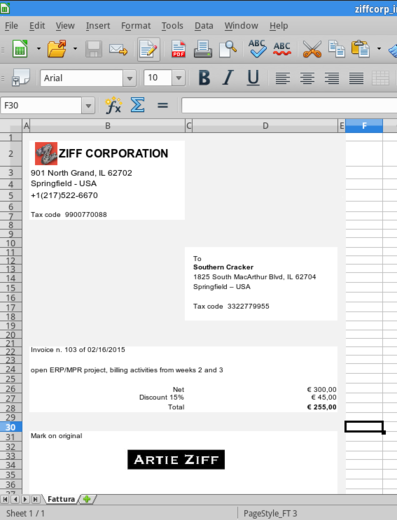 ziffcorp_i
File Edit View Insert Format Tools Data Window Help
ABC ABC
Arial 10 B I U
F30 fx Σ =
A B C D E F
1
2 ZIFF CORPORATION
3 901 North Grand, IL 62702
4 Springfield - USA
5 +1(217)522-6670
6
7 Tax code 9900770088
8
9
10
11
12 To
13 Southern Cracker
14 1825 South MacArthur Blvd, IL 62704
15 Springfield – USA
16
17 Tax code 3322779955
18
19
20
21
22 Invoice n. 103 of 02/16/2015
23
24 open ERP/MPR project, billing activities from weeks 2 and 3
25
26 Net € 300,00
27 Discount 15% € 45,00
28 Total € 255,00
29
30
31 Mark on original
32
33 ARTIE ZIFF
34
35
36
37
Fattura
Sheet 1 / 1 PageStyle_FT 3